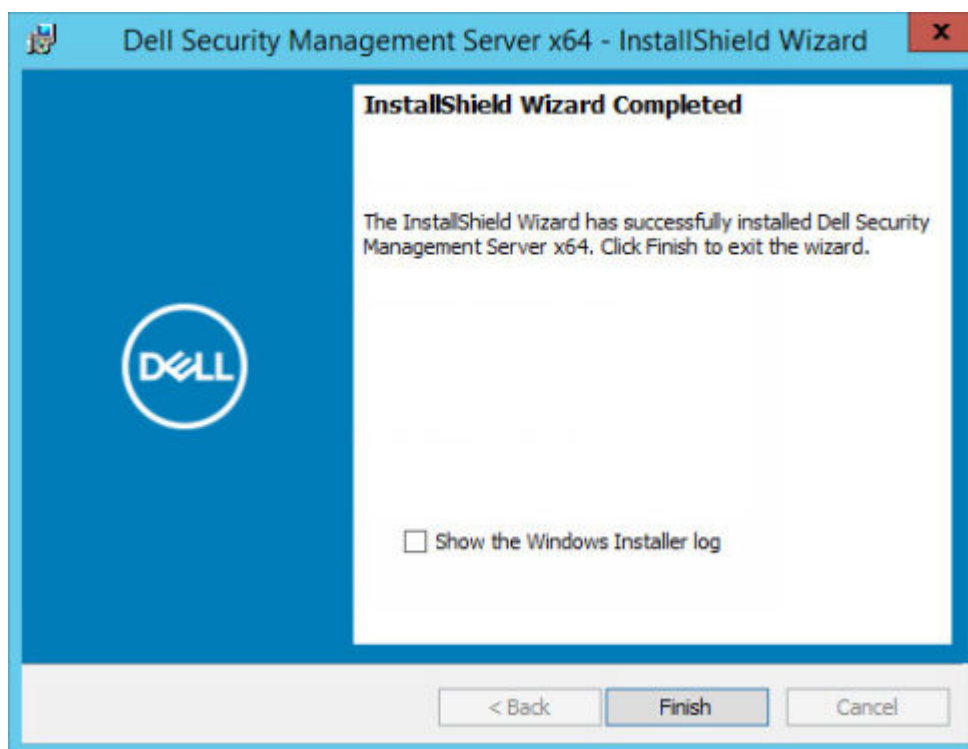 Dell Security Management Server x64 - InstallShield Wizard
x
InstallShield Wizard Completed
The InstallShield Wizard has successfully installed Dell Security
Management Server x64. Click Finish to exit the wizard.
DELL
Show the Windows Installer log
< Back
Finish
Cancel